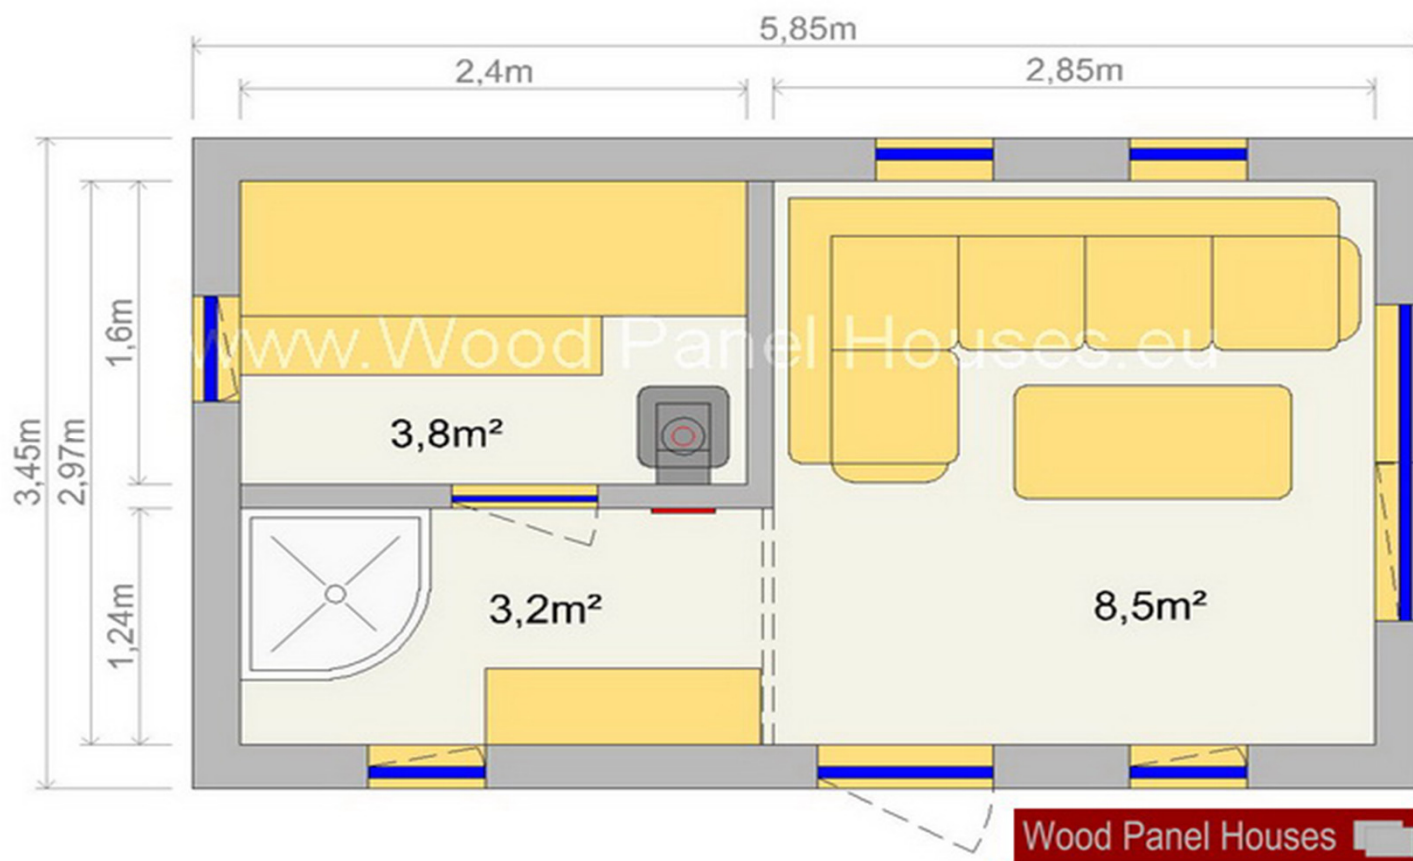 5,85m
2,4m
2,85m
1,6m
3,45m
2,97m
1,24m
www.Wood Panel Houses.eu
3,8m²
3,2m²
8,5m²
Wood Panel Houses